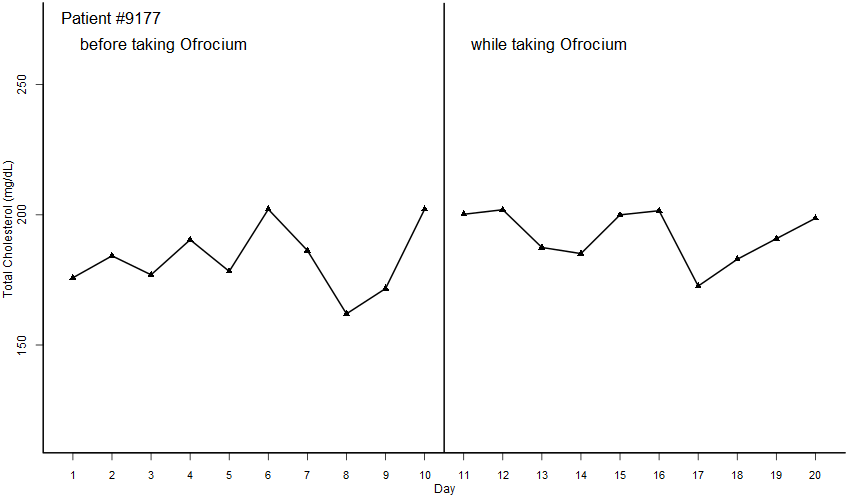 Patient #9177
before taking Ofrocium
while taking Ofrocium
Total Cholesterol (mg/dL)
250
200
150
1 2 3 4 5 6 7 8 9 10 11 12 13 14 15 16 17 18 19 20
Day